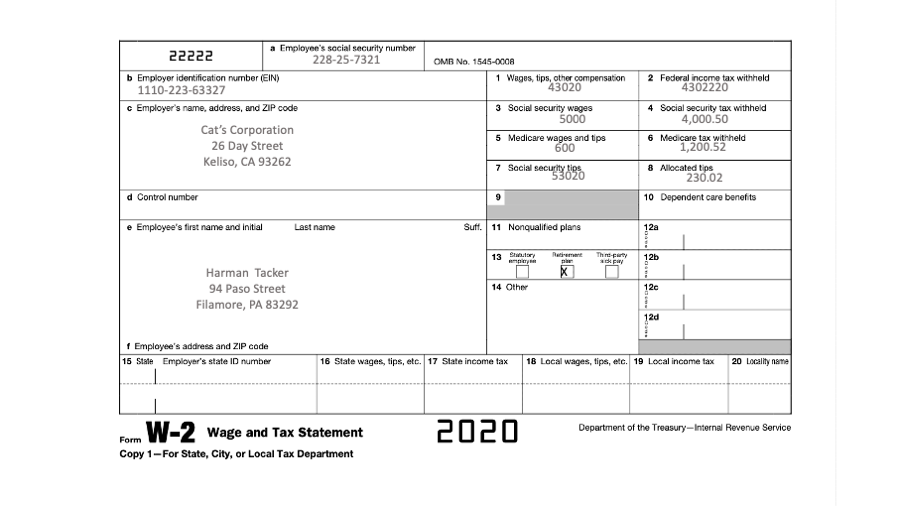 22222
a Employee's social security number
228-25-7321
OMB No. 1545-0008
b Employer identification number (EIN)
1110-223-63327
1 Wages, tips, other compensation
43020
2 Federal income tax withheld
4302220
c Employer's name, address, and ZIP code
Cat's Corporation
26 Day Street
Keliso, CA 93262
3 Social security wages
5000
4 Social security tax withheld
4,000.50
5 Medicare wages and tips
600
6 Medicare tax withheld
1,200.52
7 Social security tips
53020
8 Allocated tips
230.02
d Control number
9
10 Dependent care benefits
e Employee's first name and initial Last name Suff.
Harman Tacker
94 Paso Street
Filamore, PA 83292
f Employee's address and ZIP code
11 Nonqualified plans
12a
Code
13 Statutory employee
Retirement plan
Third-party sick pay
X
12b
Code
14 Other
12c
Code
12d
Code
15 State Employer's state ID number
16 State wages, tips, etc.
17 State income tax
18 Local wages, tips, etc.
19 Local income tax
20 Locality name
Form W-2 Wage and Tax Statement
2020
Department of the Treasury—Internal Revenue Service
Copy 1—For State, City, or Local Tax Department